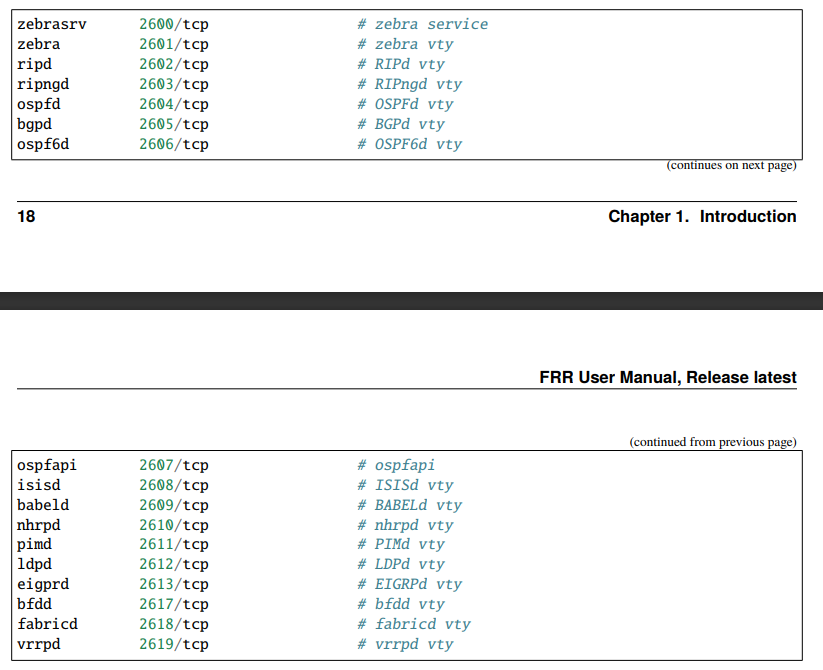 zebrasrv 2600/tcp # zebra service
zebra 2601/tcp # zebra vty
ripd 2602/tcp # RIPd vty
ripngd 2603/tcp # RIPngd vty
ospfd 2604/tcp # OSPFd vty
bgpd 2605/tcp # BGPd vty
ospf6d 2606/tcp # OSPF6d vty
(continues on next page)
18 Chapter 1. Introduction
FRR User Manual, Release latest
(continued from previous page)
ospfapi 2607/tcp # ospfapi
isisd 2608/tcp # ISISd vty
babeld 2609/tcp # BABELd vty
nhrpd 2610/tcp # nhrpd vty
pimd 2611/tcp # PIMd vty
ldpd 2612/tcp # LDPd vty
eigprd 2613/tcp # EIGRPd vty
bfdd 2617/tcp # bfdd vty
fabricd 2618/tcp # fabricd vty
vrrpd 2619/tcp # vrrpd vty